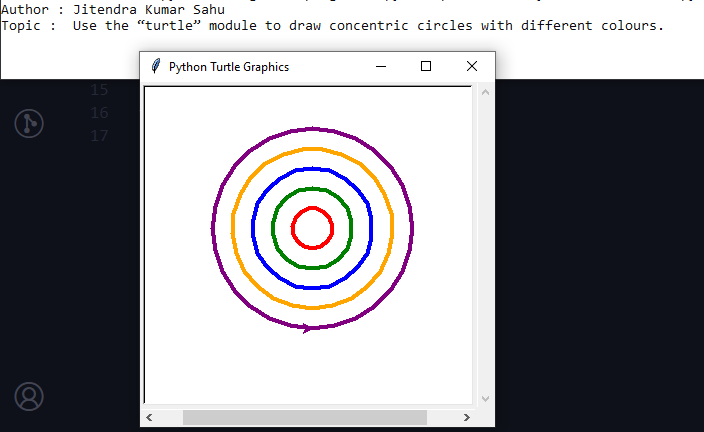 Author : Jitendra Kumar Sahu
Topic :  Use the “turtle” module to draw concentric circles with different colours.
Python Turtle Graphics
15
16
17